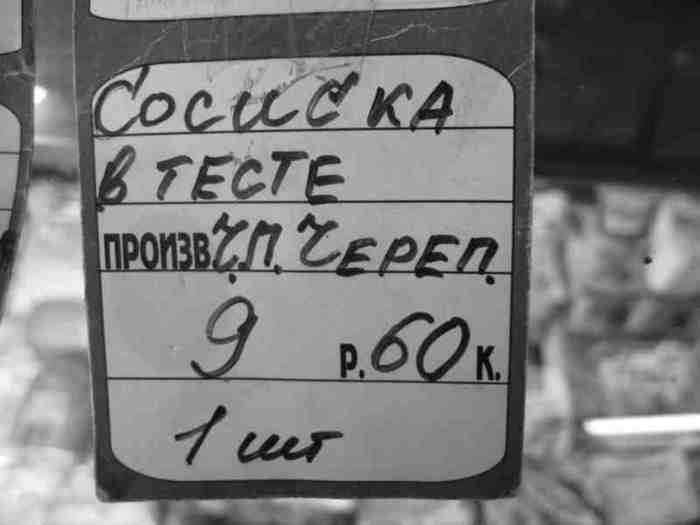 СОСИСКА
В ТЕСТЕ
ПРОИЗВ. Ч.П. ЧЕРЕП.
9 Р. 60 К.
1 шт